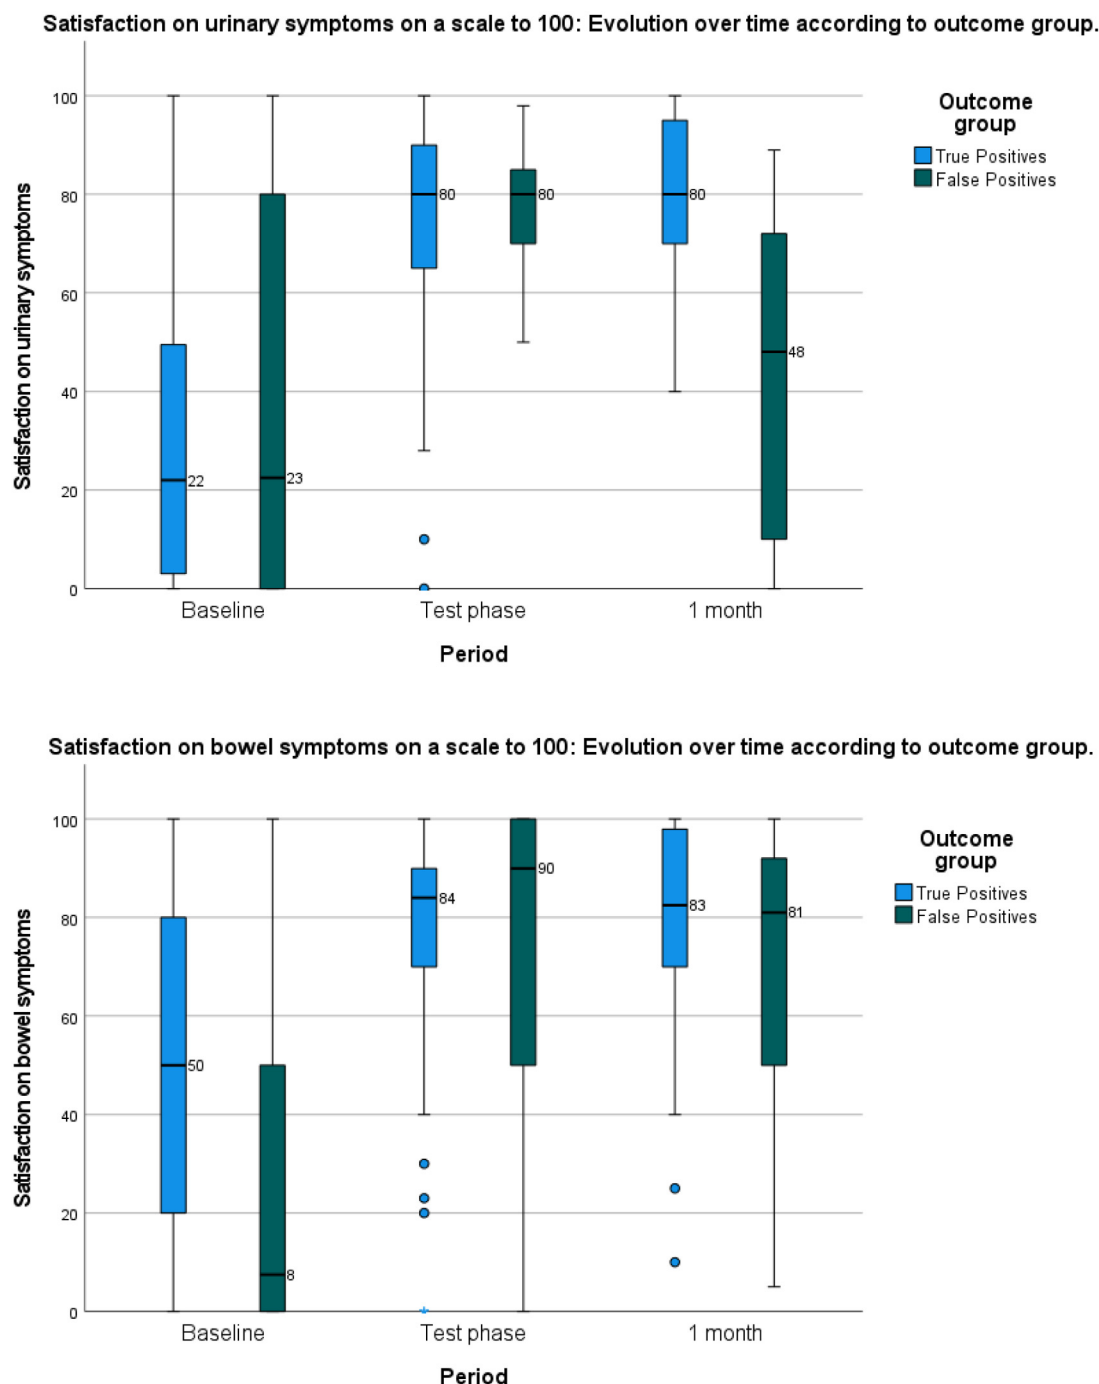 Satisfaction on urinary symptoms on a scale to 100: Evolution over time according to outcome group.
100
80
60
40
20
0
Satisfaction on urinary symptoms
22
23
80
80
80
48
Baseline
Test phase
1 month
Period
Outcome
group
True Positives
False Positives
Satisfaction on bowel symptoms on a scale to 100: Evolution over time according to outcome group.
100
80
60
40
20
0
Satisfaction on bowel symptoms
50
8
84
90
83
81
Baseline
Test phase
1 month
Period
Outcome
group
True Positives
False Positives